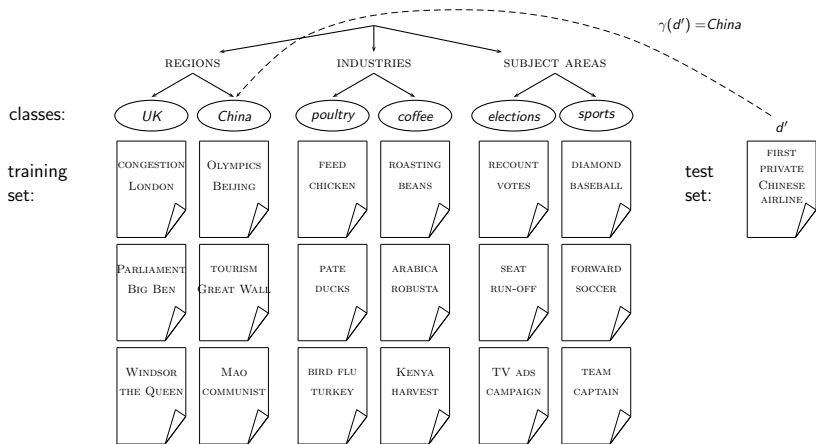 γ(d′) =China
REGIONS INDUSTRIES SUBJECT AREAS
classes: UK China poultry coffee elections sports
d′
training set:
CONGESTION LONDON
OLYMPICS BEIJING
FEED CHICKEN
ROASTING BEANS
RECOUNT VOTES
DIAMOND BASEBALL
test set:
FIRST PRIVATE CHINESE AIRLINE
PARLIAMENT BIG BEN
TOURISM GREAT WALL
PATE DUCKS
ARABICA ROBUSTA
SEAT RUN-OFF
FORWARD SOCCER
WINDSOR THE QUEEN
MAO COMMUNIST
BIRD FLU TURKEY
KENYA HARVEST
TV ADS CAMPAIGN
TEAM CAPTAIN